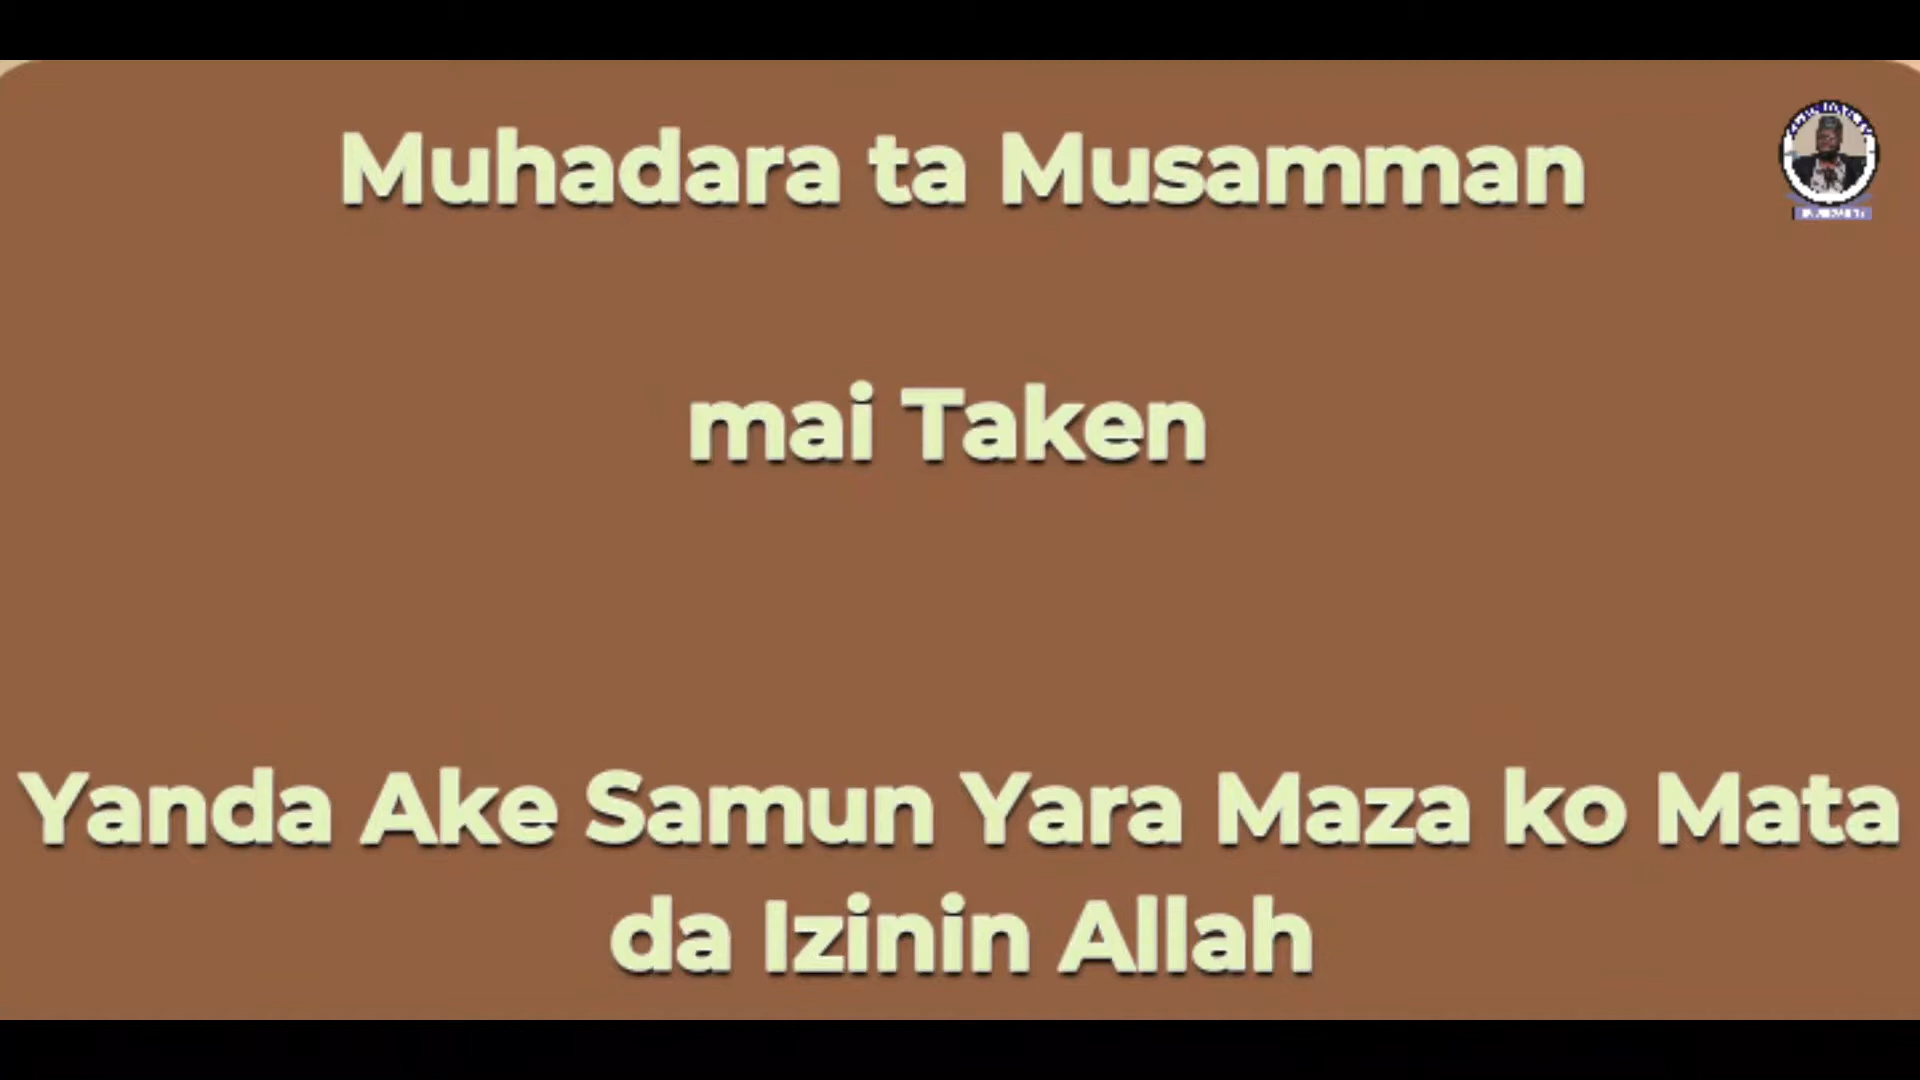 Muhadara ta Musamman
mai Taken
Yanda Ake Samun Yara Maza ko Mata
da Izinin Allah